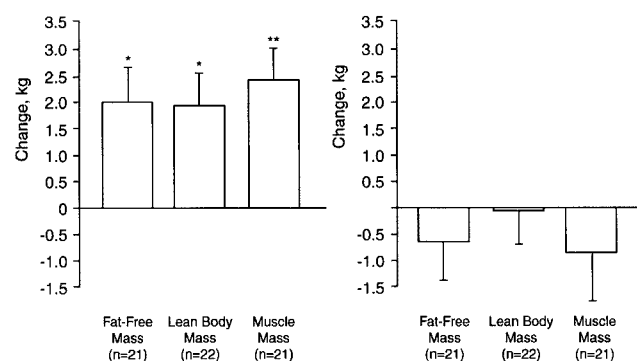 Change, kg
3.5
3.0
2.5
2.0
1.5
1.0
0.5
0
-0.5
-1.0
-1.5
*
*
**
Fat-Free
Mass
(n=21)
Lean Body
Mass
(n=22)
Muscle
Mass
(n=21)
Change, kg
3.5
3.0
2.5
2.0
1.5
1.0
0.5
0
-0.5
-1.0
-1.5
Fat-Free
Mass
(n=21)
Lean Body
Mass
(n=22)
Muscle
Mass
(n=21)